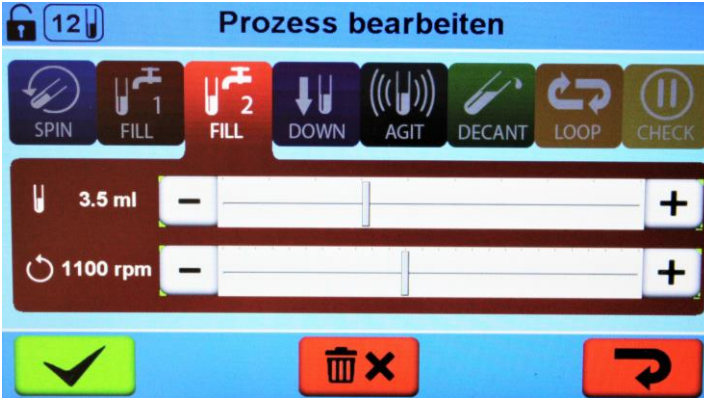 12 Prozess bearbeiten
1 2
SPIN FILL FILL DOWN AGIT DECANT LOOP CHECK
3.5 ml − +
1100 rpm − +